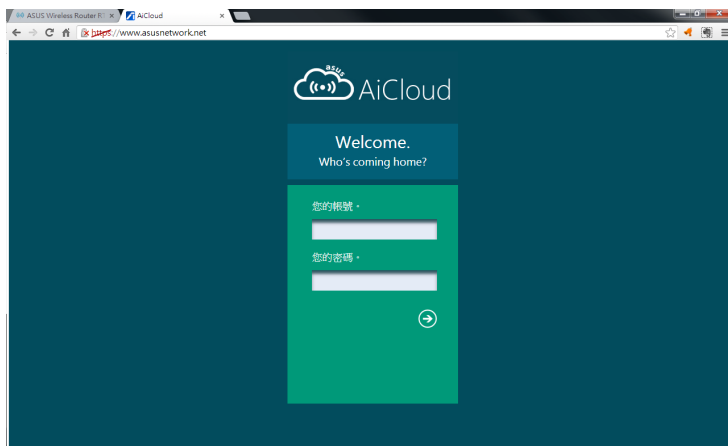 ASUS Wireless Router RT
AiCloud
https://www.asusnetwork.net
asus
AiCloud
Welcome.
Who's coming home?
您的帳號。
您的密碼。